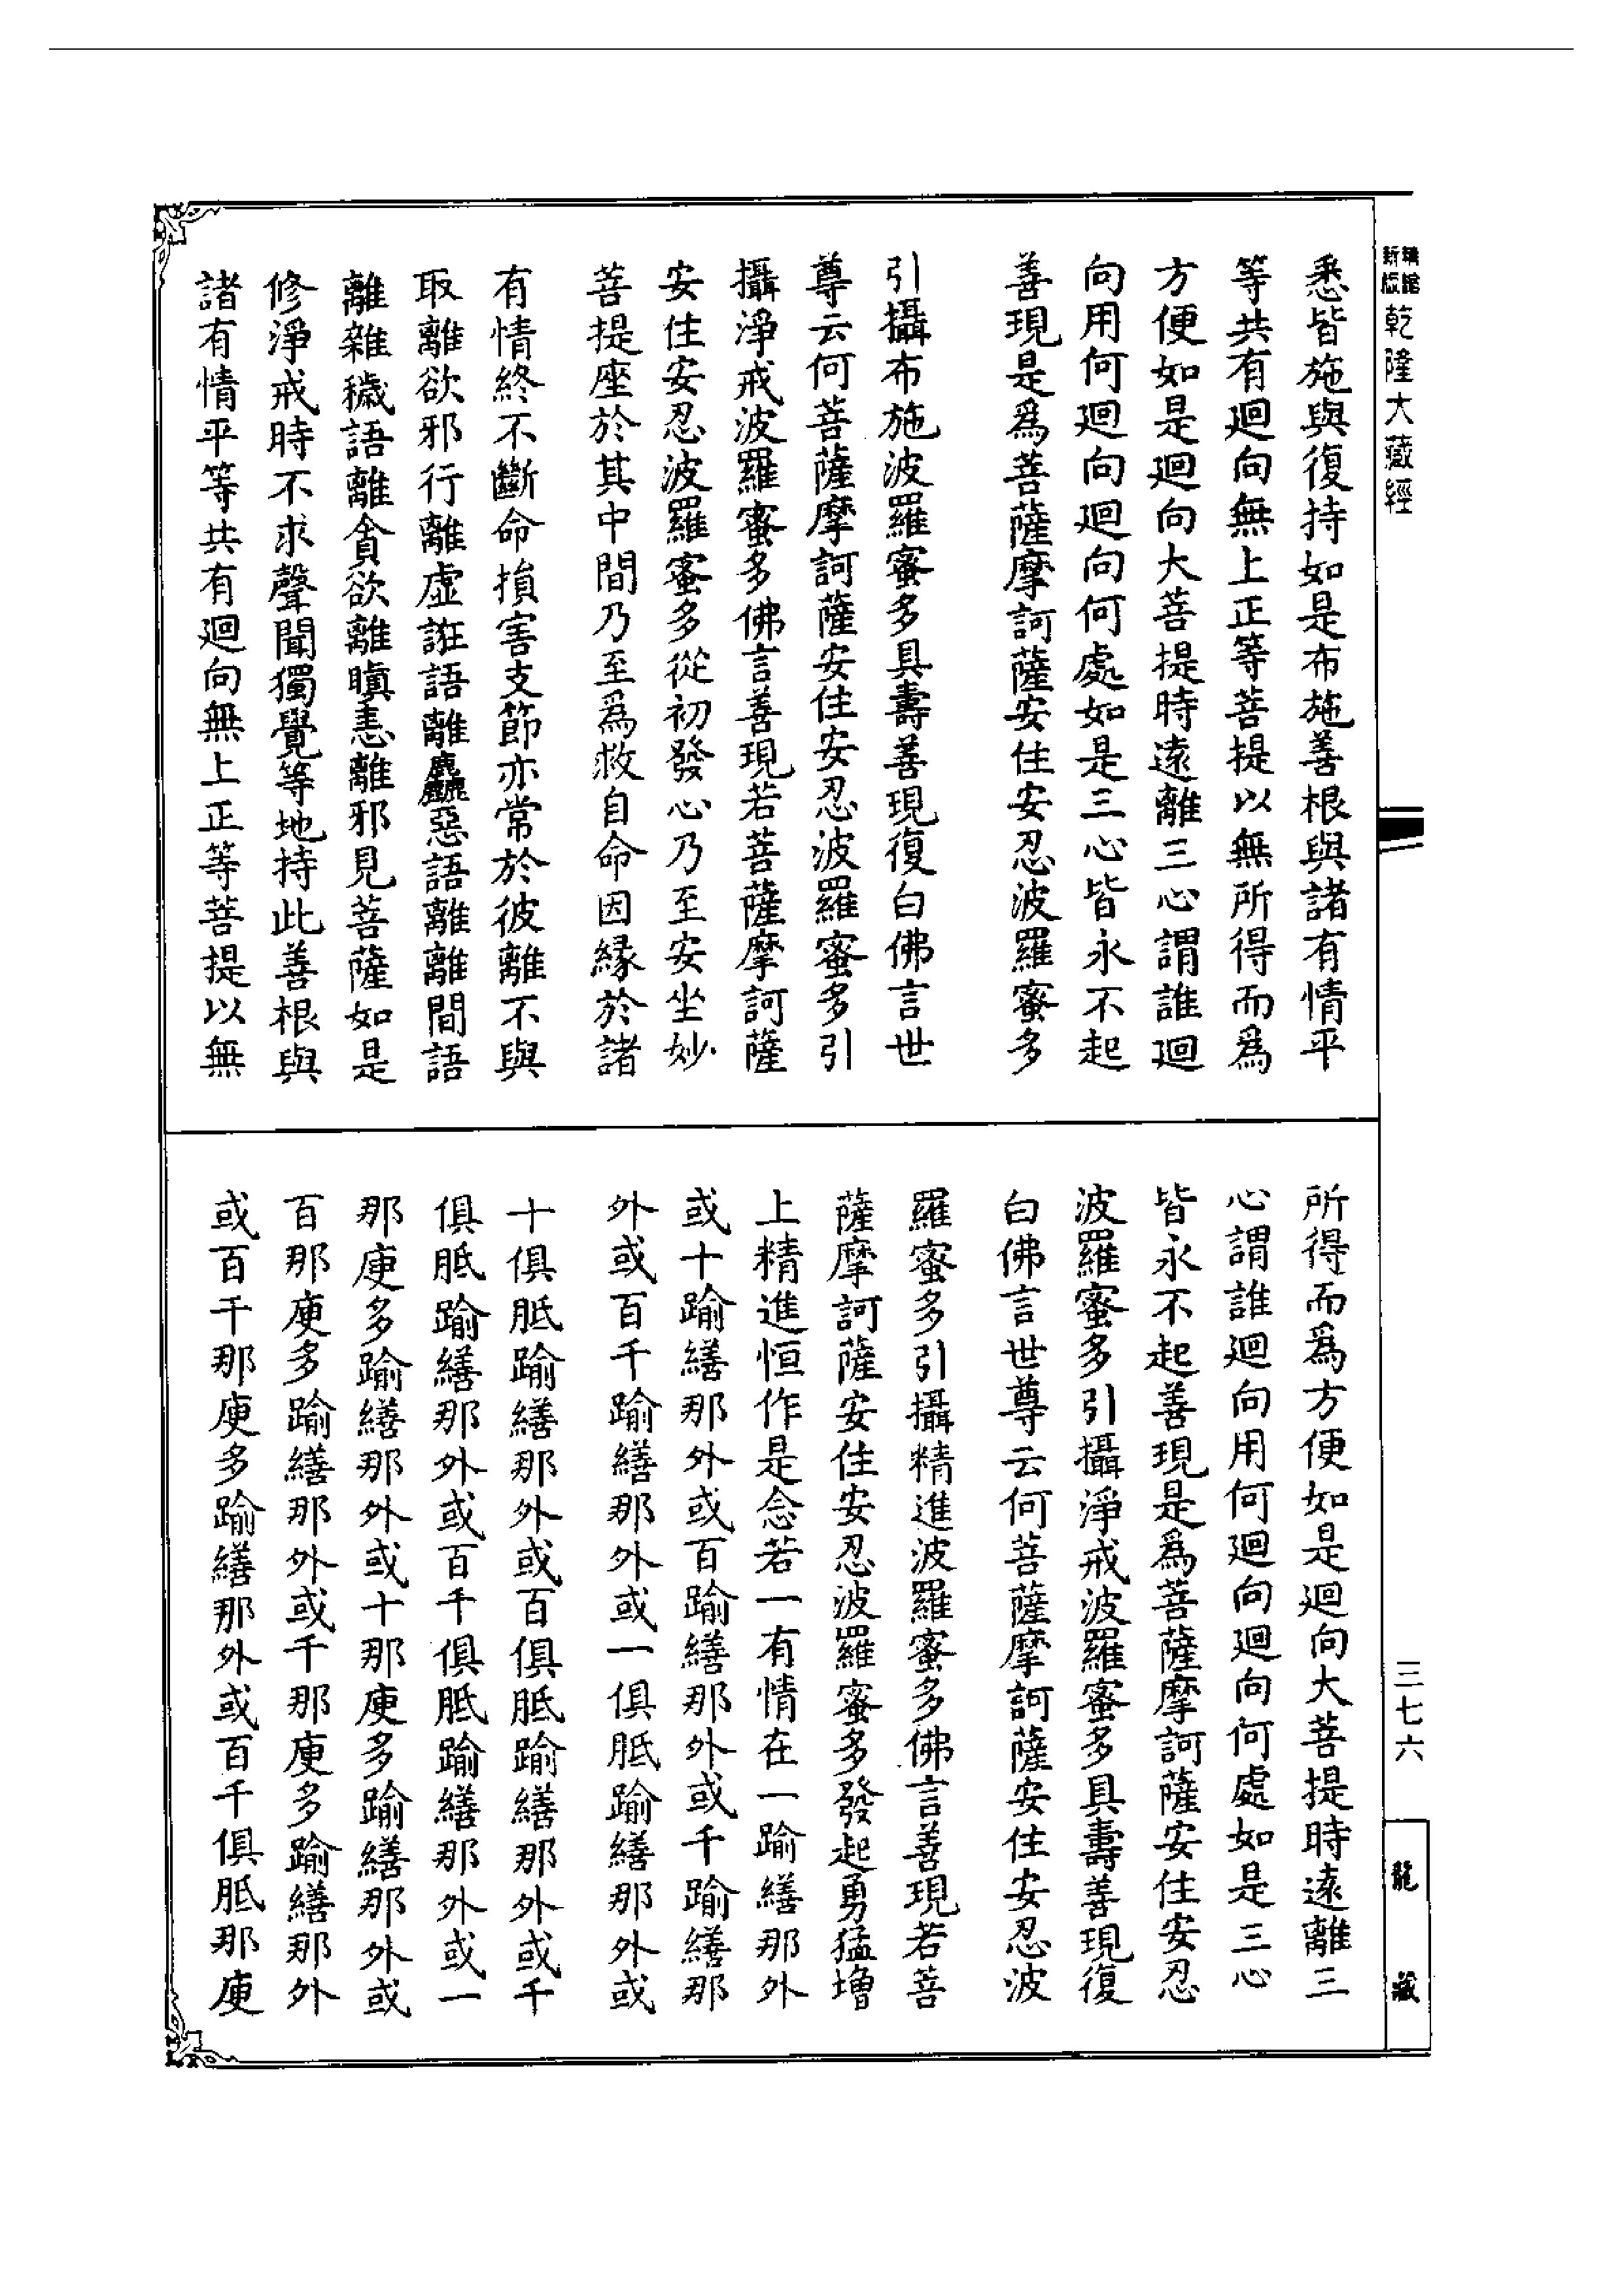 乾隆大藏經
悉皆施與復持如是布施善根與諸有情平
等共有迴向無上正等菩提以無所得而爲
方便如是迴向大菩提時遠離三心謂誰迴
向用何迴向迴向何處如是三心皆永不起
善現是爲菩薩摩訶薩安住安忍波羅蜜多
引攝布施波羅蜜多具壽善現復白佛言世
尊云何菩薩摩訶薩安住安忍波羅蜜多引
攝淨戒波羅蜜多佛言善現若菩薩摩訶薩
安住安忍波羅蜜多從初發心乃至安坐妙
菩提座於其中間乃至爲救自命因緣於諸
有情終不斷命損害支節亦常於彼離不與
取離欲邪行離虛誑語離麤惡語離離間語
離雜穢語離貪欲離瞋恚離邪見菩薩如是
修淨戒時不求聲聞獨覺等地持此善根與
諸有情平等共有迴向無上正等菩提以無
所得而爲方便如是迴向大菩提時遠離三
心謂誰迴向用何迴向迴向何處如是三心
皆永不起善現是爲菩薩摩訶薩安住安忍
波羅蜜多引攝淨戒波羅蜜多具壽善現復
白佛言世尊云何菩薩摩訶薩安住安忍波
羅蜜多引攝精進波羅蜜多佛言善現若菩
薩摩訶薩安住安忍波羅蜜多發起勇猛增
上精進恒作是念若一有情在一踰繕那外
或十踰繕那外或百踰繕那外或千踰繕那
外或百千踰繕那外或一俱胝踰繕那外或
十俱胝踰繕那外或百俱胝踰繕那外或千
俱胝踰繕那外或百千俱胝踰繕那外或一
那庾多踰繕那外或十那庾多踰繕那外或
百那庾多踰繕那外或千那庾多踰繕那外
或百千那庾多踰繕那外或百千俱胝那庾
三七六
龍藏